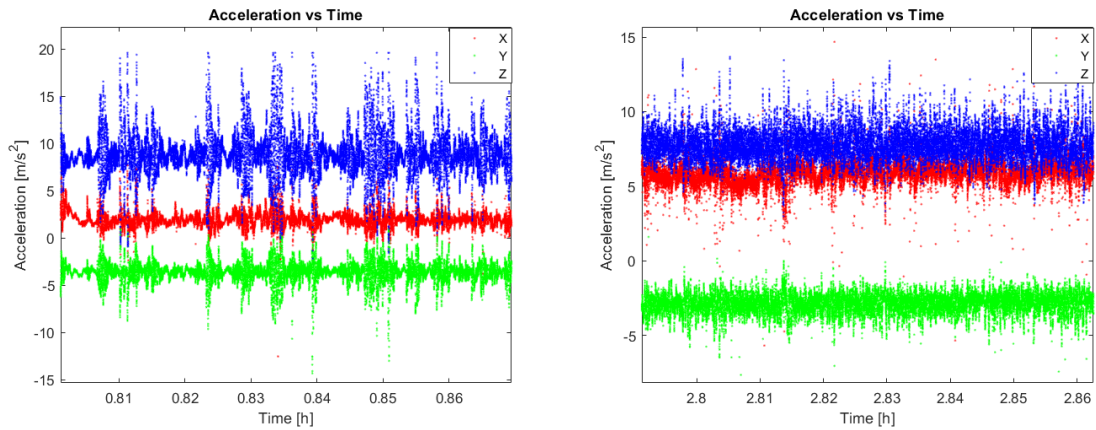 Acceleration vs Time
X
Y
Z
20
15
10
5
0
-5
-10
-15
Acceleration [m/s²]
0.81 0.82 0.83 0.84 0.85 0.86
Time [h]
Acceleration vs Time
X
Y
Z
15
10
5
0
-5
Acceleration [m/s²]
2.8 2.81 2.82 2.83 2.84 2.85 2.86
Time [h]